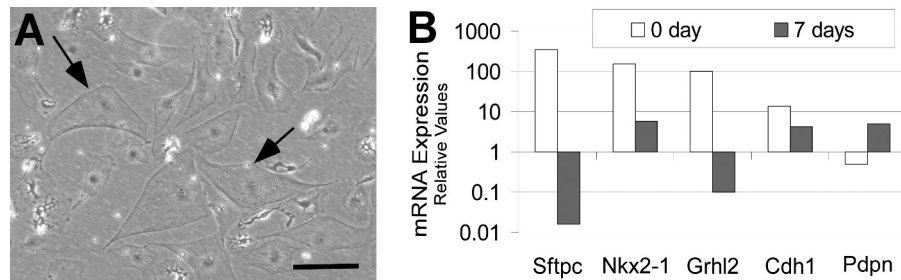 A
B
0 day
7 days
mRNA Expression
Relative Values
1000
100
10
1
0.1
0.01
Sftpc
Nkx2-1
Grhl2
Cdh1
Pdpn